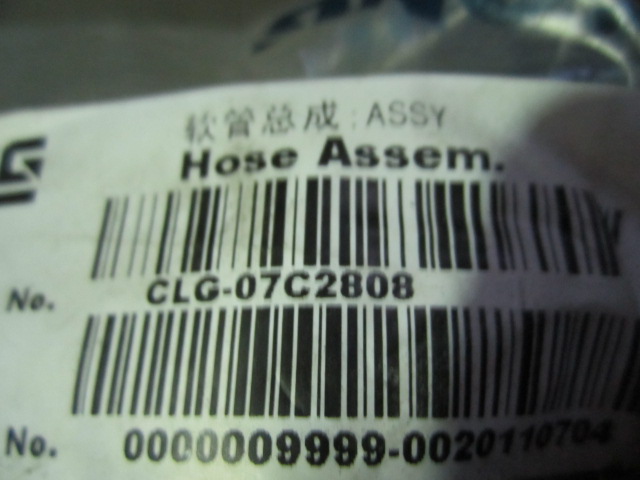 软管总成:ASSY
Hose Assem.
No. CLG-07C2808
No. 0000009999-0020110704